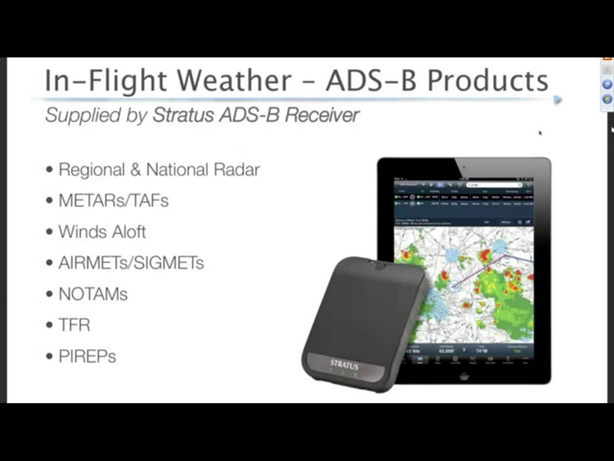 In-Flight Weather – ADS-B Products
Supplied by Stratus ADS-B Receiver
• Regional & National Radar
• METARs/TAFs
• Winds Aloft
• AIRMETs/SIGMETs
• NOTAMs
• TFR
• PIREPs
STRATUS